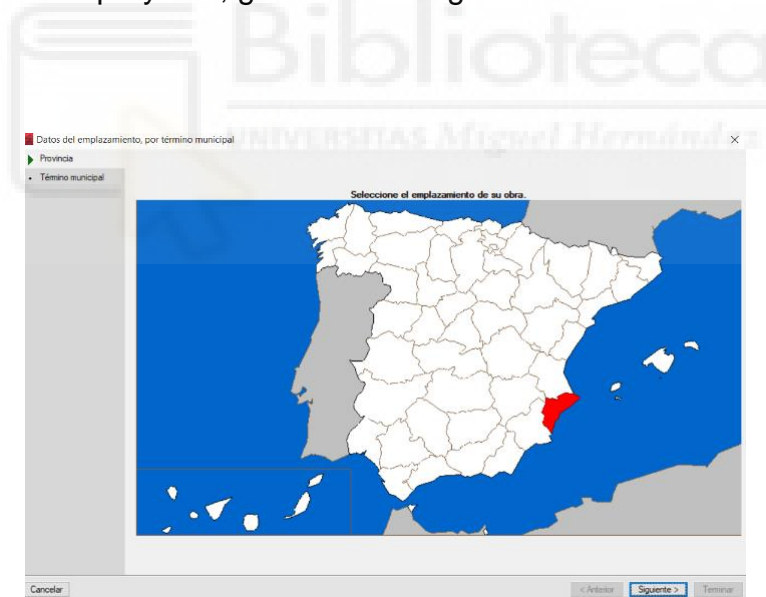 Biblioteca
UNIVERSITAS Miguel Hernández
Datos del emplazamiento, por término municipal
Provincia
Término municipal
Seleccione el emplazamiento de su obra.
Cancelar
< Anterior
Siguiente >
Terminar